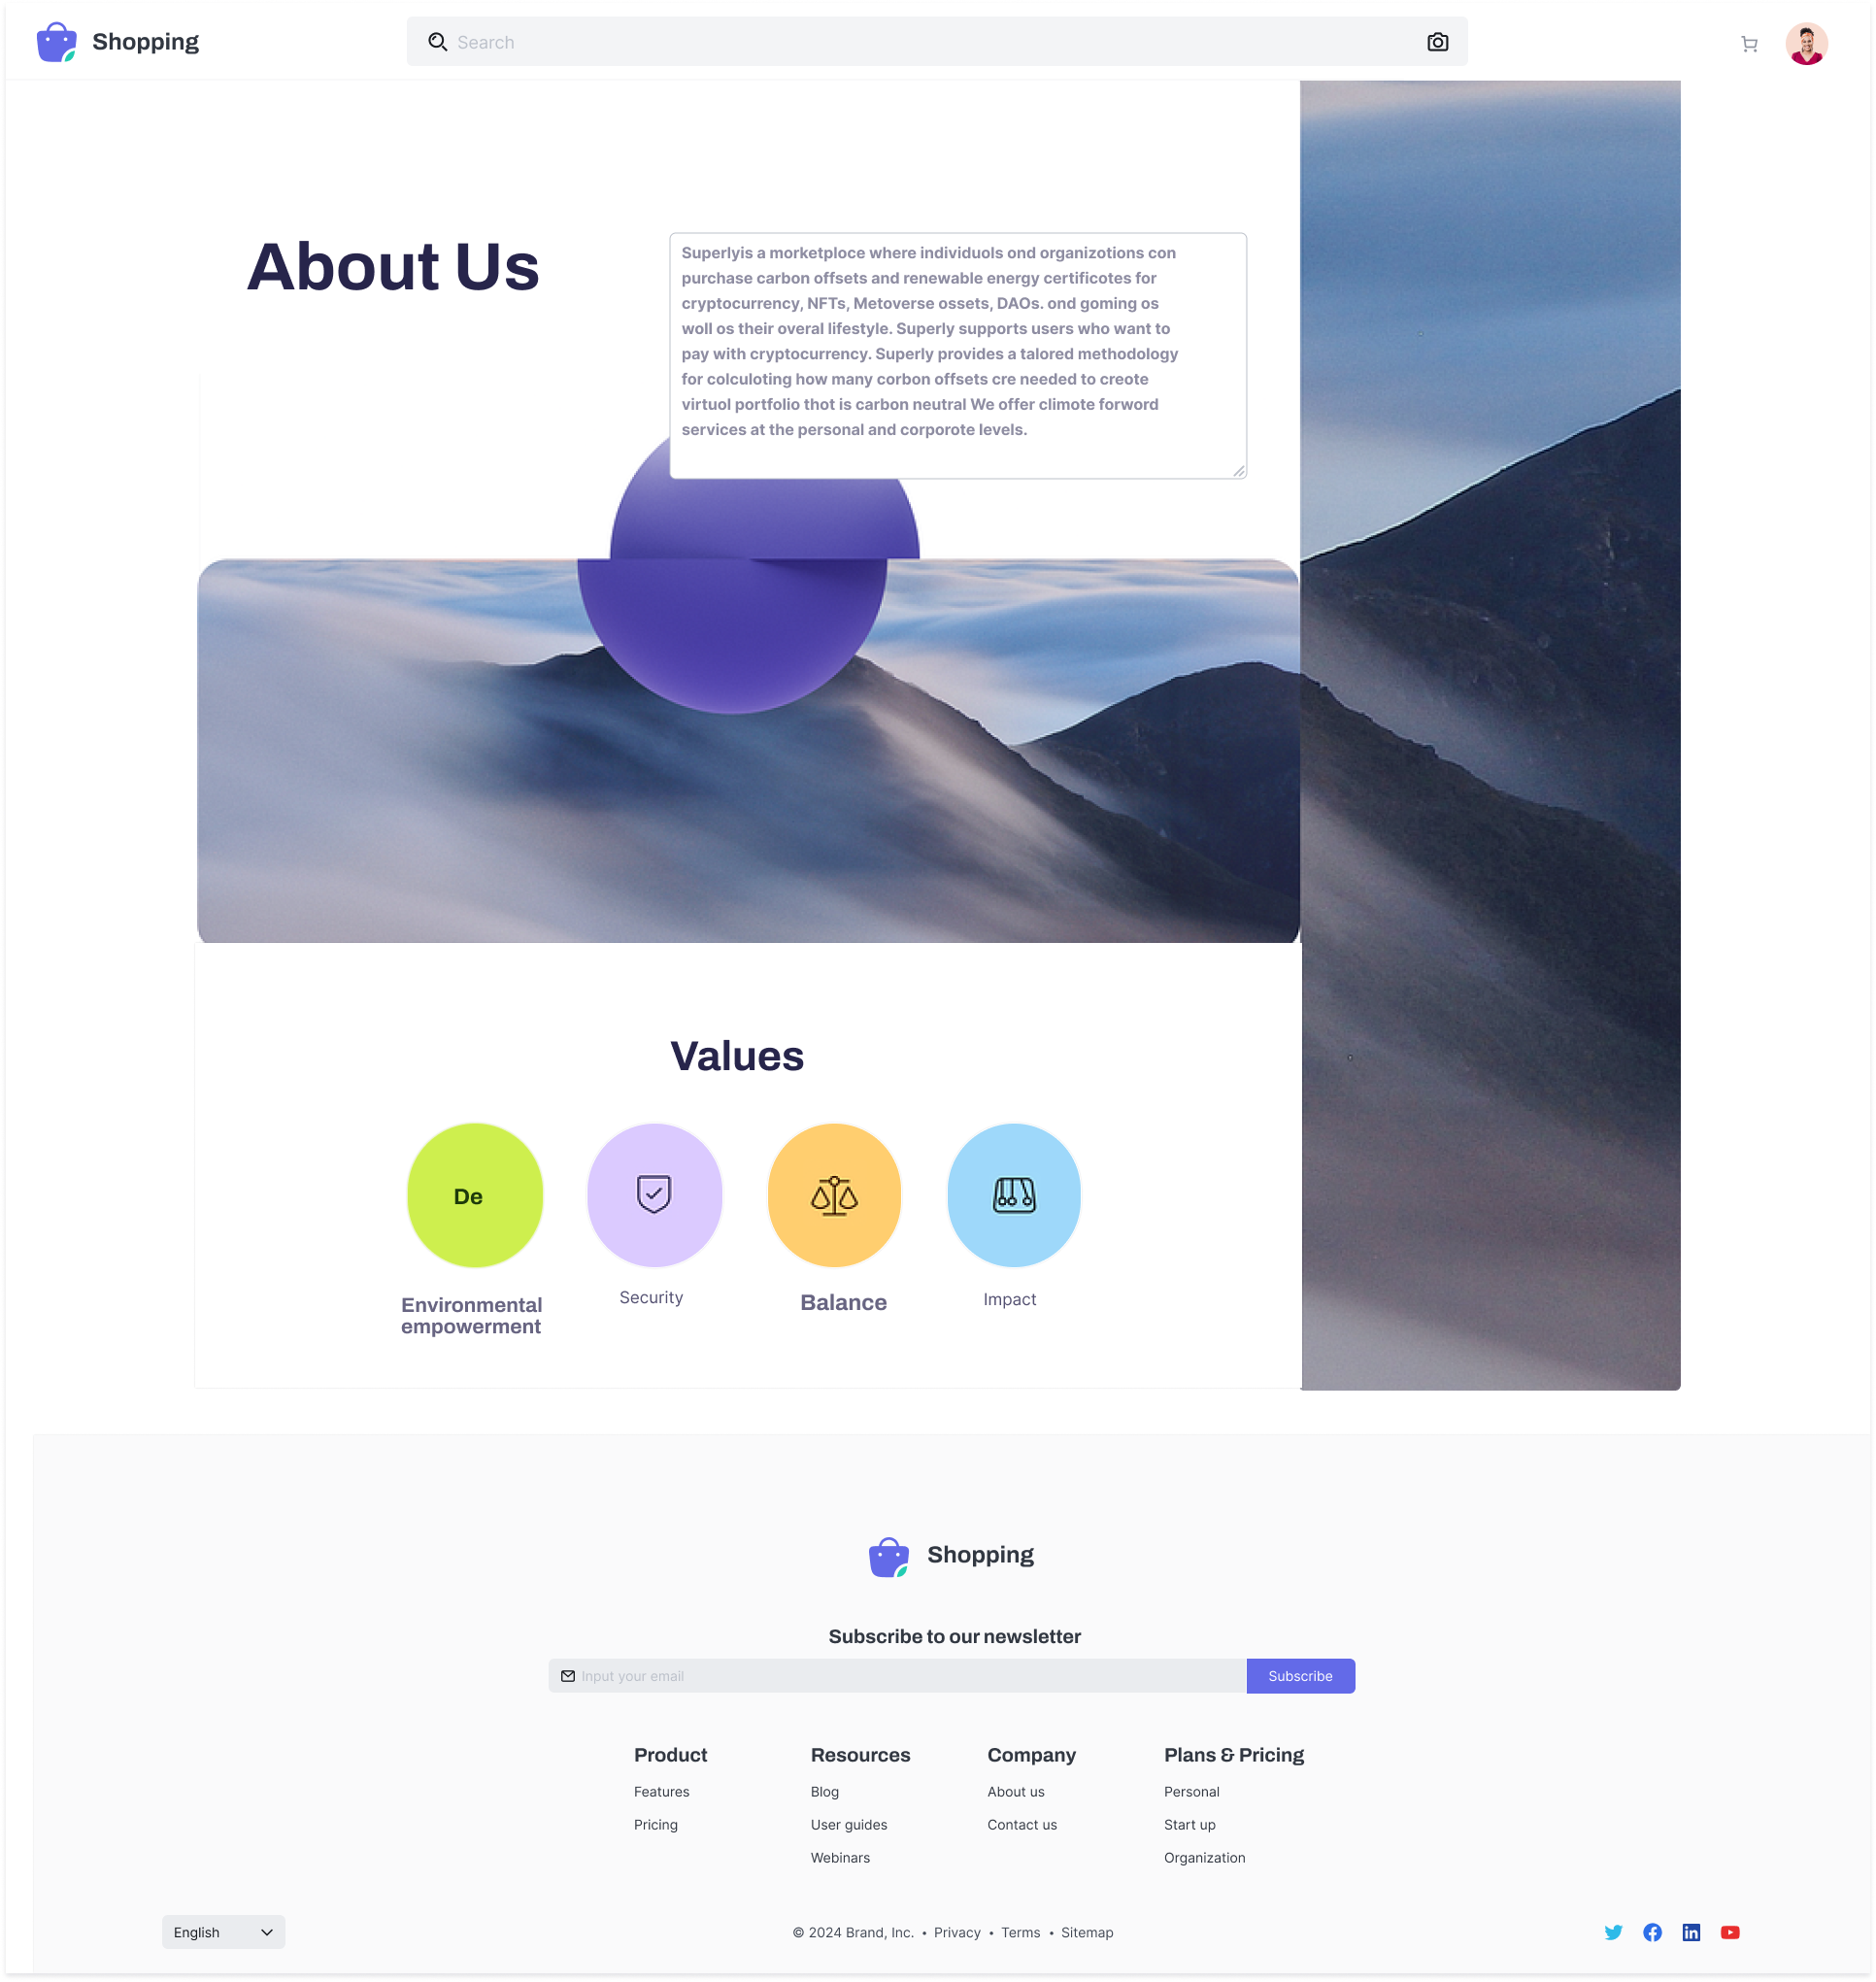 Shopping
Search
About Us
Superlyis a morketploce where individuols ond organizotions con
purchase carbon offsets and renewable energy certificotes for
cryptocurrency, NFTs, Metoverse ossets, DAOs. ond goming os
woll os their overal lifestyle. Superly supports users who want to
pay with cryptocurrency. Superly provides a talored methodology
for colculoting how many corbon offsets cre needed to creote
virtuol portfolio thot is carbon neutral We offer climote forword
services at the personal and corporote levels.
Values
De
Environmental
empowerment
Security
Balance
Impact
Shopping
Subscribe to our newsletter
Input your email
Subscribe
Product
Features
Pricing
Resources
Blog
User guides
Webinars
Company
About us
Contact us
Plans & Pricing
Personal
Start up
Organization
English
© 2024 Brand, Inc. • Privacy • Terms • Sitemap